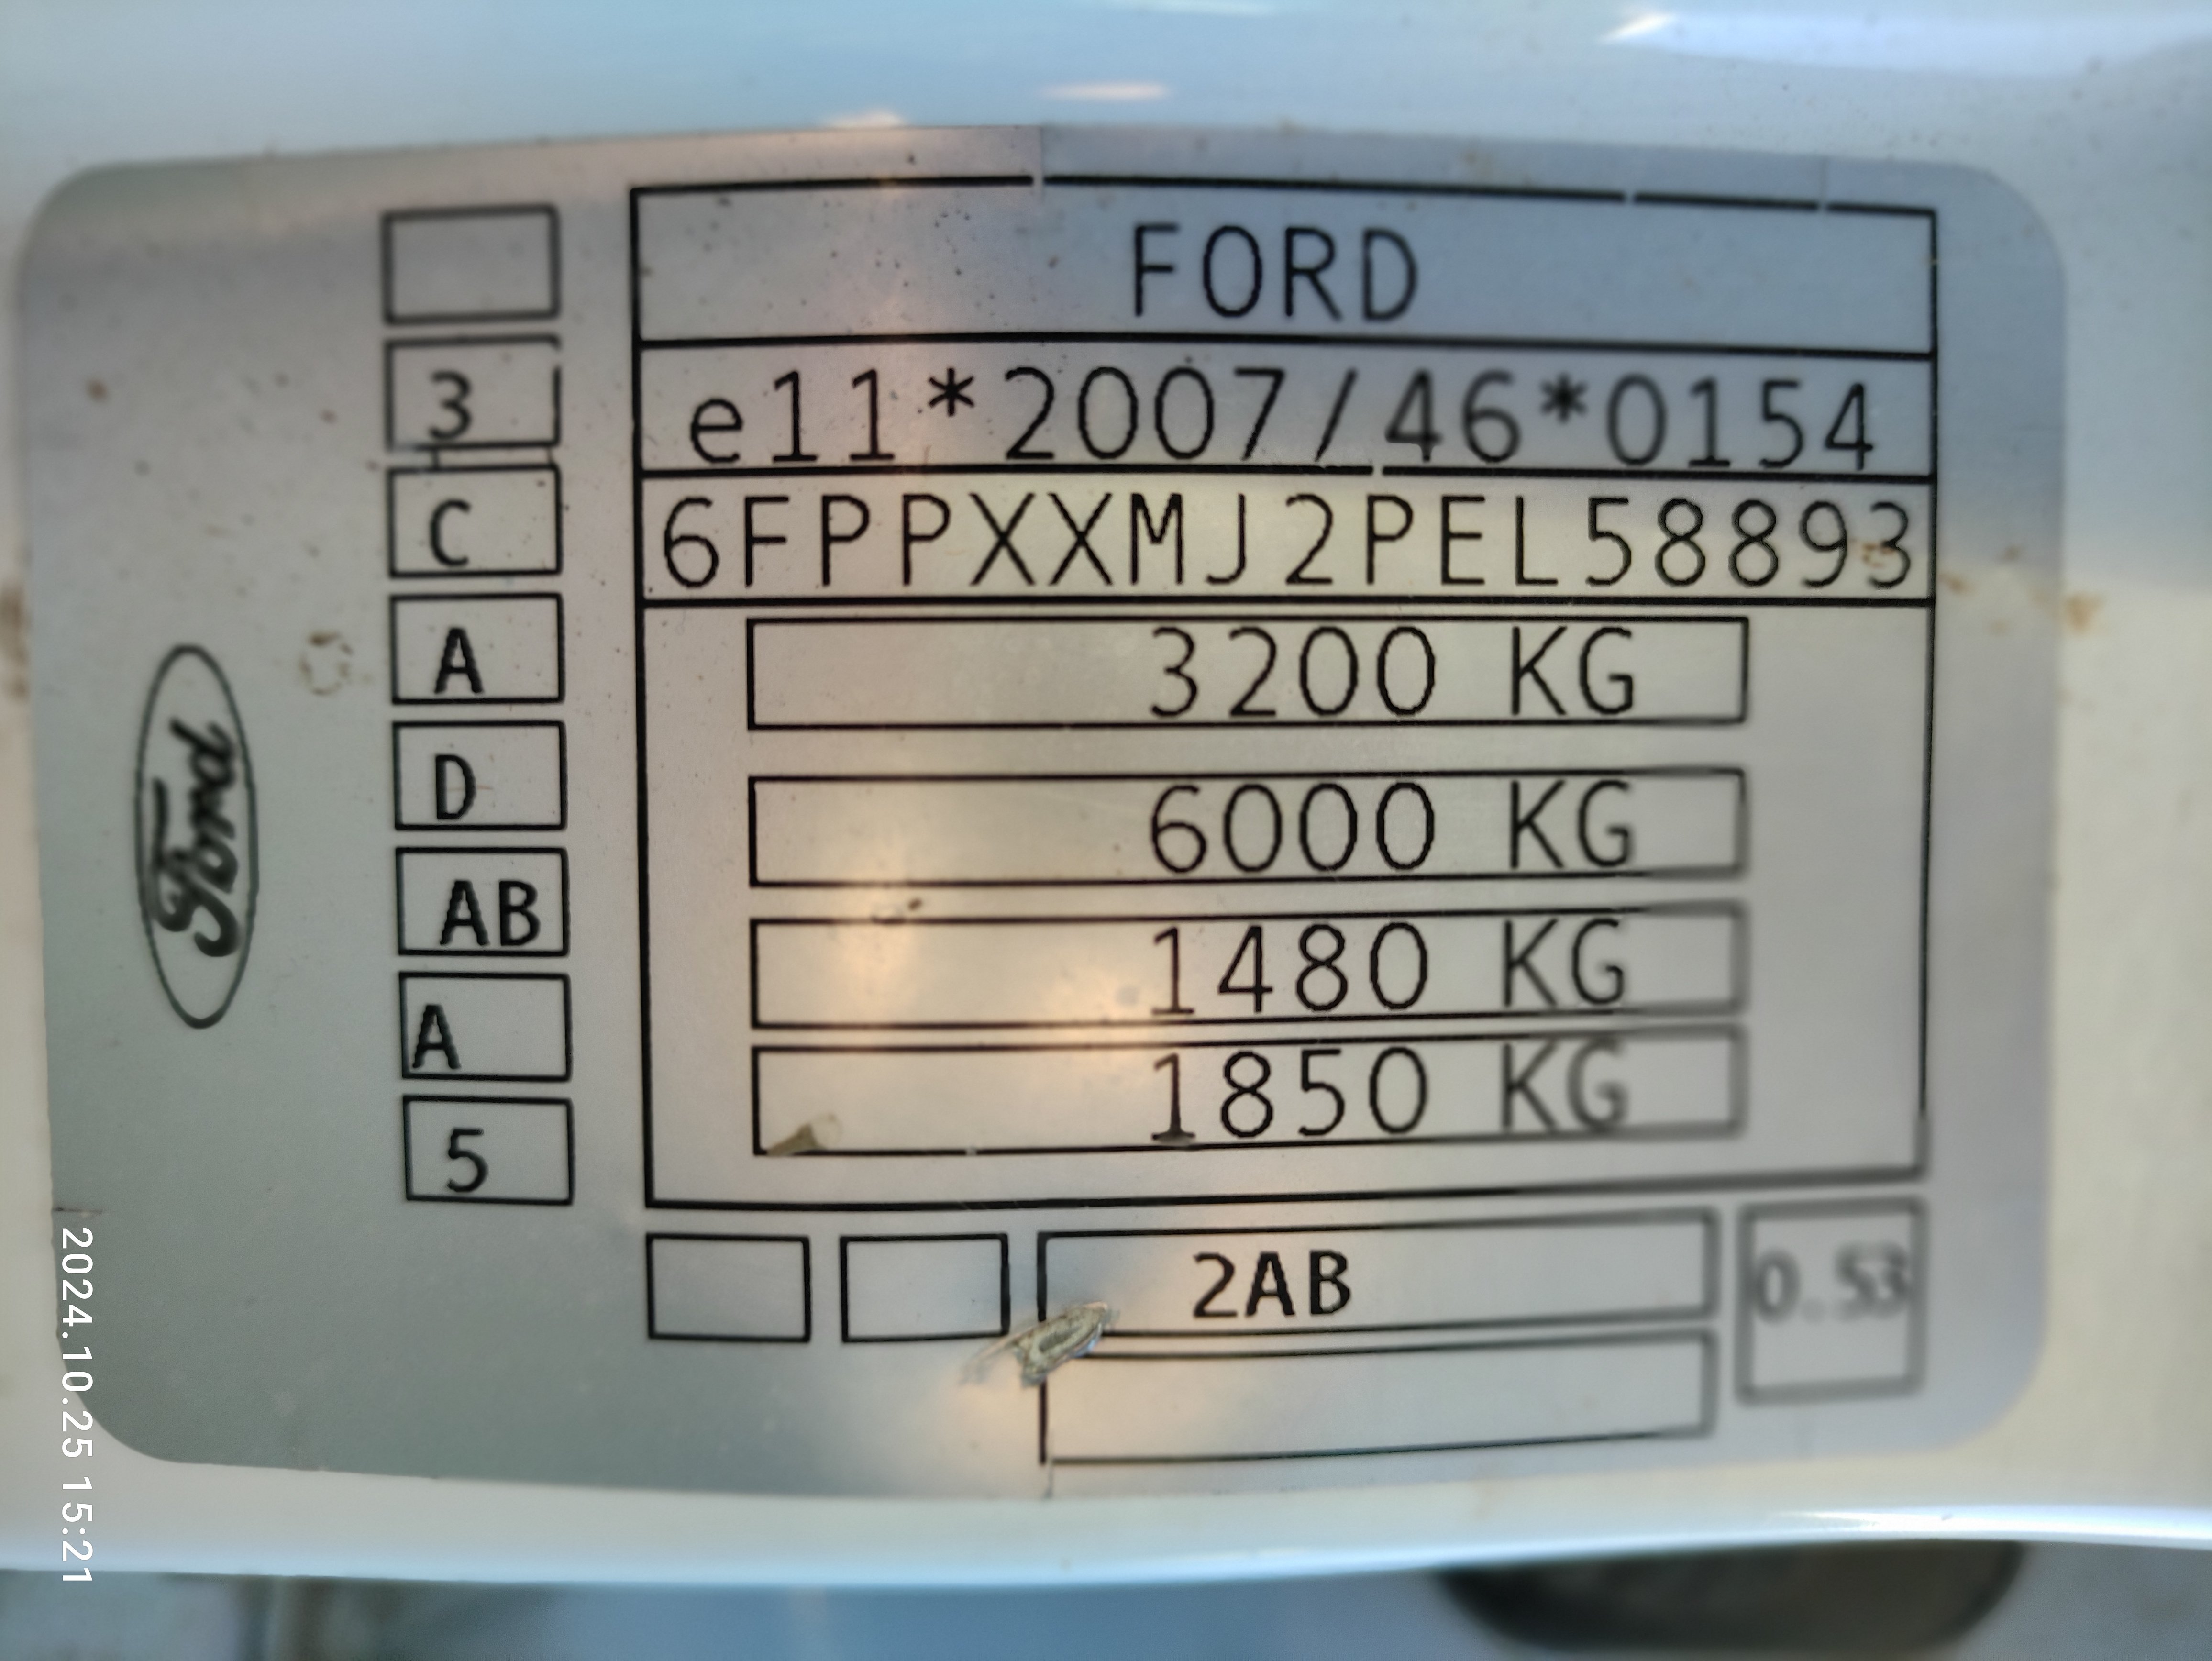 FORD
e11*2007/46*0154
6FPPXXMJ2PEL58893
3200 KG
6000 KG
1480 KG
1850 KG
3
C
A
D
AB
A
5
Ford
2AB
0.53
2024.10.25 15:21